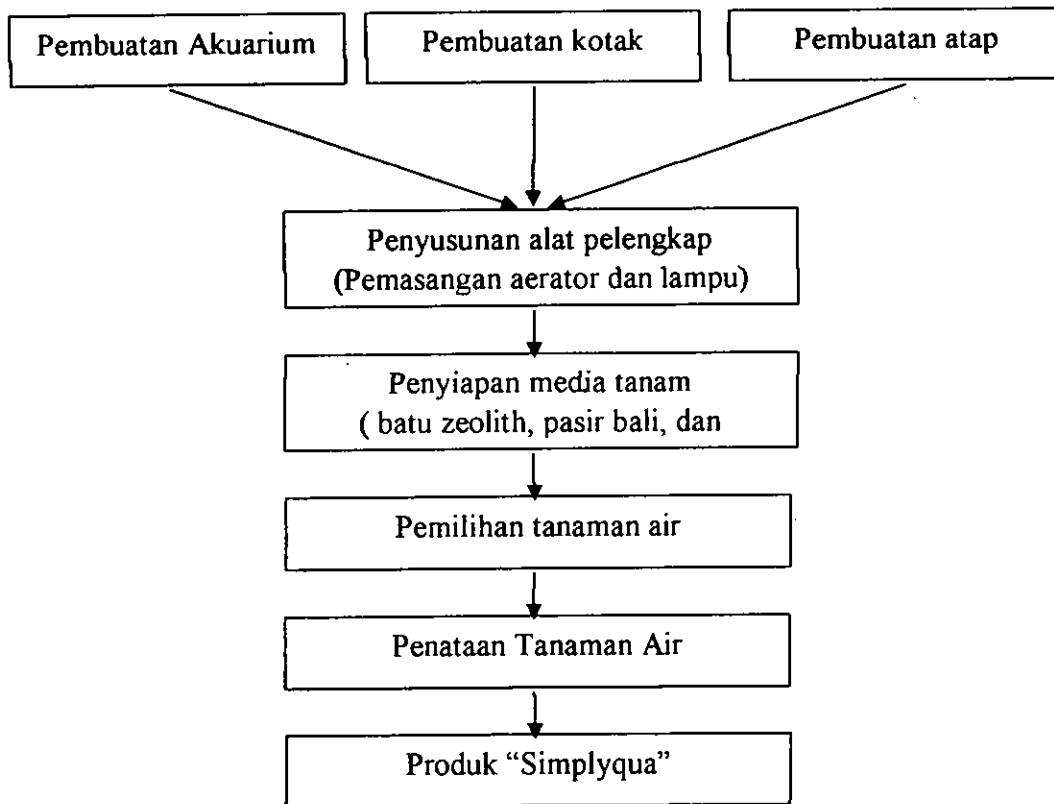 Pembuatan Akuarium
Pembuatan kotak
Pembuatan atap
Penyusunan alat pelengkap
(Pemasangan aerator dan lampu)
Penyiapan media tanam
( batu zeolith, pasir bali, dan
Pemilihan tanaman air
Penataan Tanaman Air
Produk “Simplyqua”